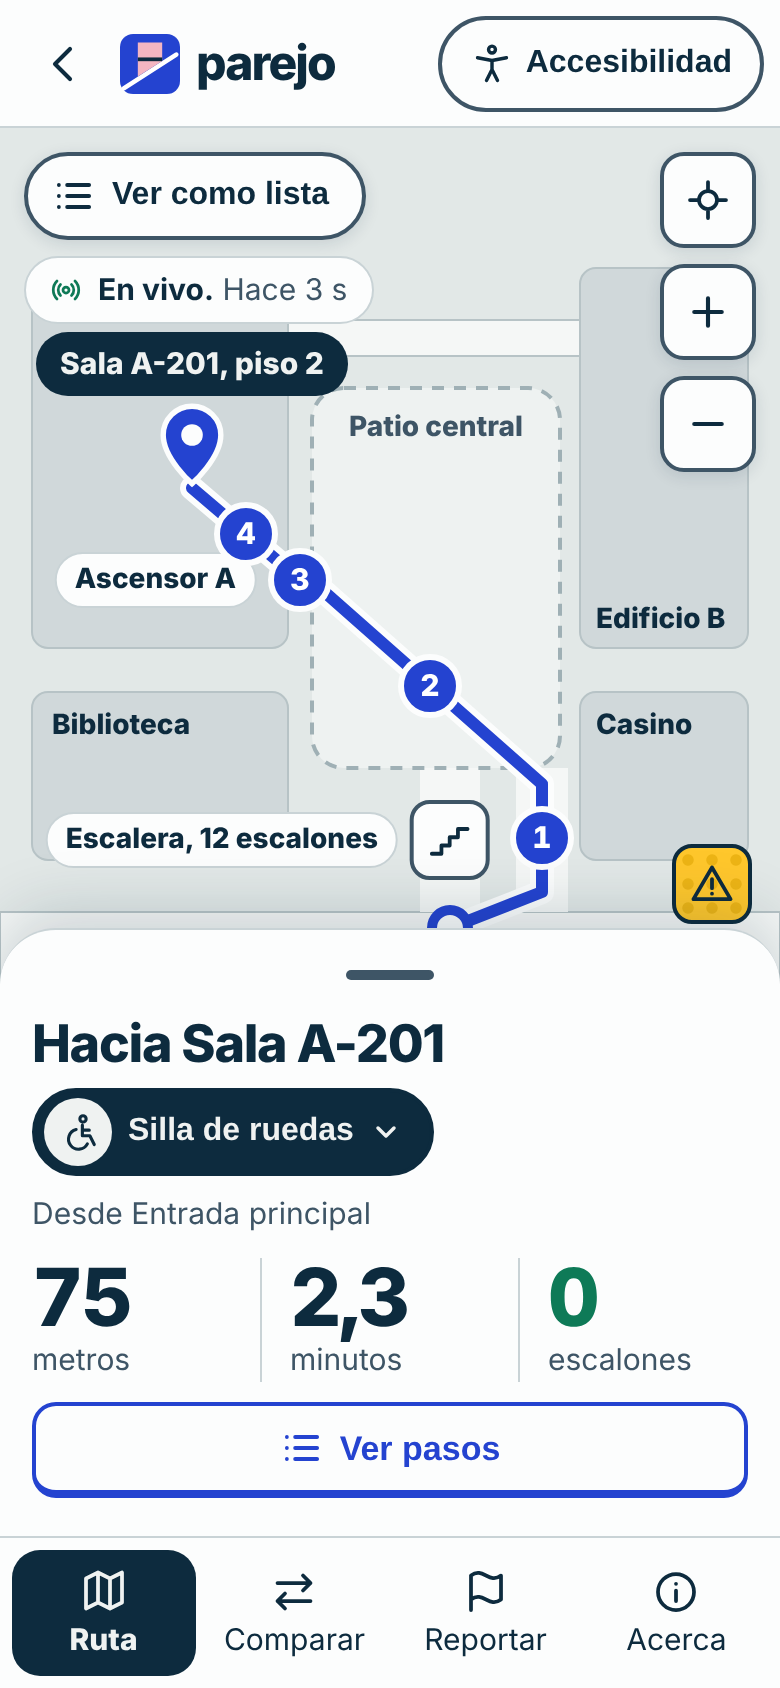 parejo
Accesibilidad
Ver como lista
En vivo. Hace 3 s
Sala A-201, piso 2
Patio central
4
Ascensor A
3
Edificio B
2
Biblioteca
Casino
Escalera, 12 escalones
1
Hacia Sala A-201
Silla de ruedas
Desde Entrada principal
75 2,3 0
metros minutos escalones
Ver pasos
Ruta Comparar Reportar Acerca